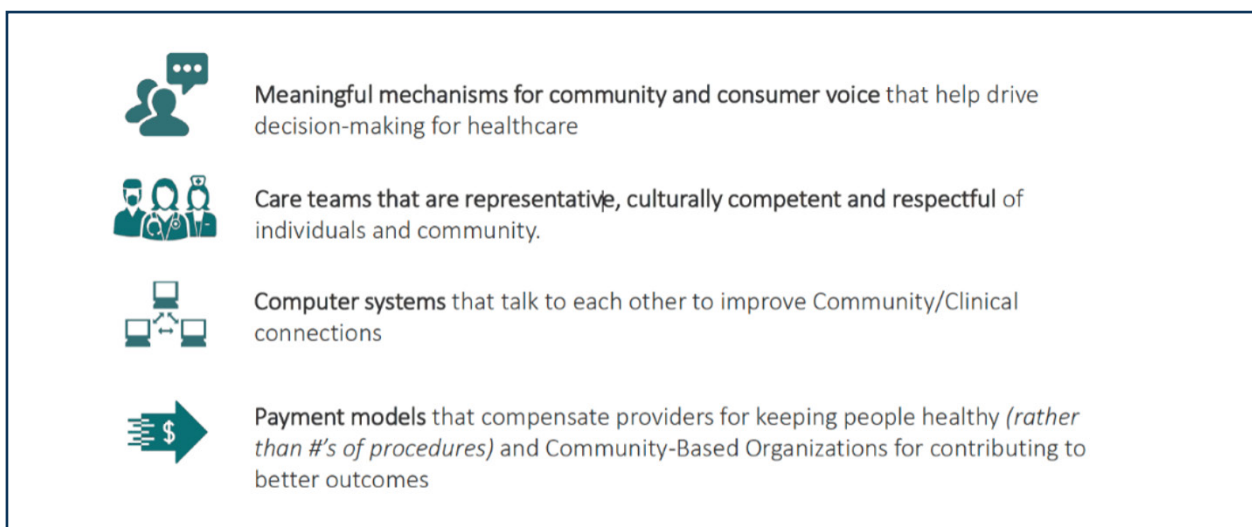 Meaningful mechanisms for community and consumer voice that help drive
decision-making for healthcare
Care teams that are representative, culturally competent and respectful of
individuals and community.
Computer systems that talk to each other to improve Community/Clinical
connections
$
Payment models that compensate providers for keeping people healthy (rather
than #'s of procedures) and Community-Based Organizations for contributing to
better outcomes